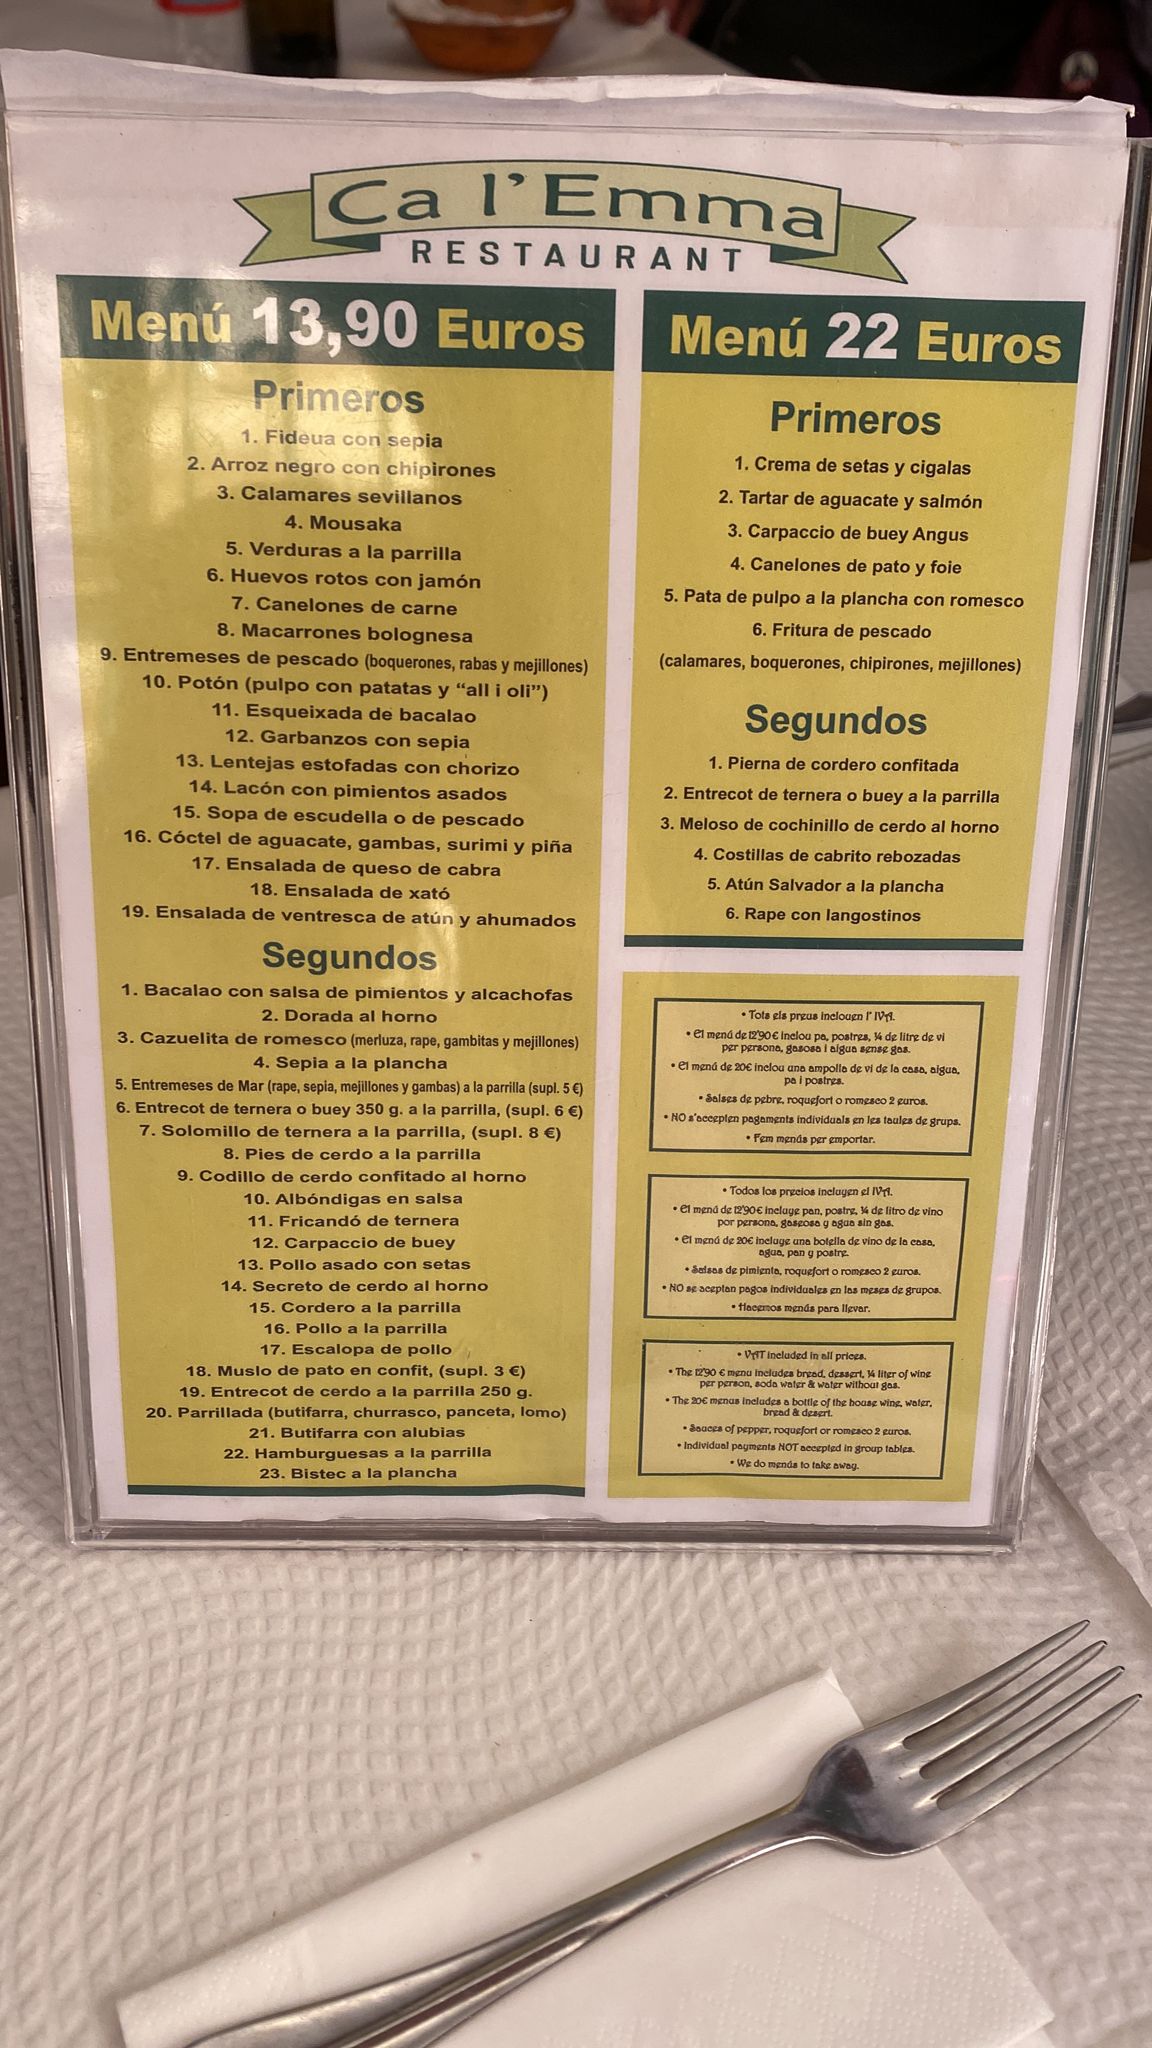 Ca l'Emma
RESTAURANT
Menú 13,90 Euros
Primeros
1. Fideua con sepia
2. Arroz negro con chipirones
3. Calamares sevillanos
4. Mousaka
5. Verduras a la parrilla
6. Huevos rotos con jamón
7. Canelones de carne
8. Macarrones bolognesa
9. Entremeses de pescado (boquerones, rabas y mejillones)
10. Potón (pulpo con patatas y “all i oli”)
11. Esqueixada de bacalao
12. Garbanzos con sepia
13. Lentejas estofadas con chorizo
14. Lacón con pimientos asados
15. Sopa de escudella o de pescado
16. Cóctel de aguacate, gambas, surimi y piña
17. Ensalada de queso de cabra
18. Ensalada de xató
19. Ensalada de ventresca de atún y ahumados
Segundos
1. Bacalao con salsa de pimientos y alcachofas
2. Dorada al horno
3. Cazuelita de romesco (merluza, rape, gambitas y mejillones)
4. Sepia a la plancha
5. Entremeses de Mar (rape, sepia, mejillones y gambas) a la parrilla (supl. 5 €)
6. Entrecot de ternera o buey 350 g. a la parrilla, (supl. 6 €)
7. Solomillo de ternera a la parrilla, (supl. 8 €)
8. Pies de cerdo a la parrilla
9. Codillo de cerdo confitado al horno
10. Albóndigas en salsa
11. Fricandó de ternera
12. Carpaccio de buey
13. Pollo asado con setas
14. Secreto de cerdo al horno
15. Cordero a la parrilla
16. Pollo a la parrilla
17. Escalopa de pollo
18. Muslo de pato en confit, (supl. 3 €)
19. Entrecot de cerdo a la parrilla 250 g.
20. Parrillada (butifarra, churrasco, panceta, lomo)
21. Butifarra con alubias
22. Hamburguesas a la parrilla
23. Bistec a la plancha
Menú 22 Euros
Primeros
1. Crema de setas y cigalas
2. Tartar de aguacate y salmón
3. Carpaccio de buey Angus
4. Canelones de pato y foie
5. Pata de pulpo a la plancha con romesco
6. Fritura de pescado
(calamares, boquerones, chipirones, mejillones)
Segundos
1. Pierna de cordero confitada
2. Entrecot de ternera o buey a la parrilla
3. Meloso de cochinillo de cerdo al horno
4. Costillas de cabrito rebozadas
5. Atún Salvador a la plancha
6. Rape con langostinos
• Tots els preus inclouen l' IVA.
• El menú de 12'90€ inclou pa, postres, ¼ de litre de vi
per persona, gasosa i aigua sense gas.
• El menú de 20€ inclou una ampolla de vi de la casa, aigua,
pa i postres.
• Salses de pebre, roquefort o romesco 2 euros.
• NO s'accepten pagaments individuals en les taules de grups.
• Fem menús per emportar.
• Todos los precios incluyen el IVA.
• El menú de 12'90€ incluye pan, postre, ¼ de litro de vino
por persona, gaseosa y agua sin gas.
• El menú de 20€ incluye una botella de vino de la casa,
agua, pan y postre.
• Salsas de pimienta, roquefort o romesco 2 euros.
• NO se aceptan pagos individuales en las meses de grupos.
• Hacemos menús para llevar.
• VAT included in all prices.
• The 12'90 € menu includes bread, dessert, ¼ liter of wine
per person, soda water & water without gas.
• The 20€ menus includes a bottle of the house wine, water,
bread & desert.
• Sauces of pepper, roquefort or romesco 2 euros.
• Individual payments NOT accepted in group tables.
• We do menús to take away.